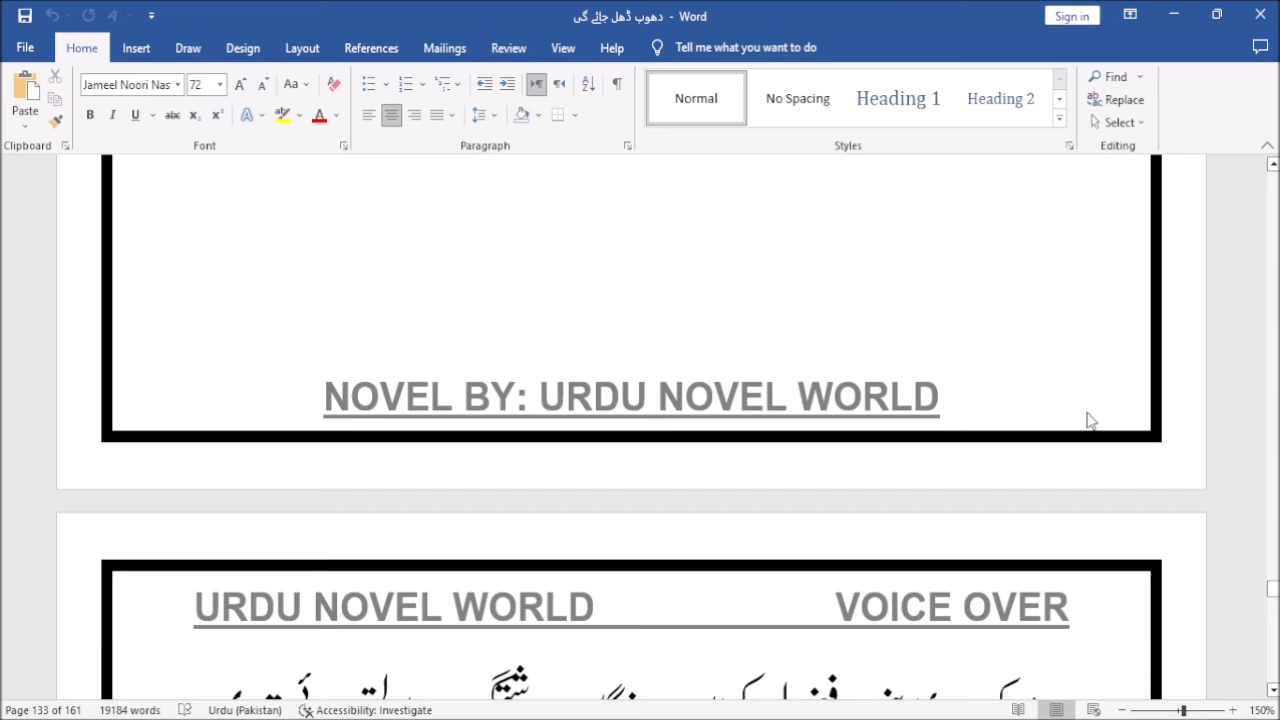 دھوپ ڈھل جائے گی - Word
Sign in
File Home Insert Draw Design Layout References Mailings Review View Help Tell me what you want to do
Paste
Jameel Noori Nas 72
Aa
Normal
No Spacing
Heading 1
Heading 2
Find
Replace
Select
Clipboard Font Paragraph Styles Editing
NOVEL BY: URDU NOVEL WORLD
URDU NOVEL WORLD VOICE OVER
Page 133 of 161 19184 words Urdu (Pakistan) Accessibility: Investigate 150%